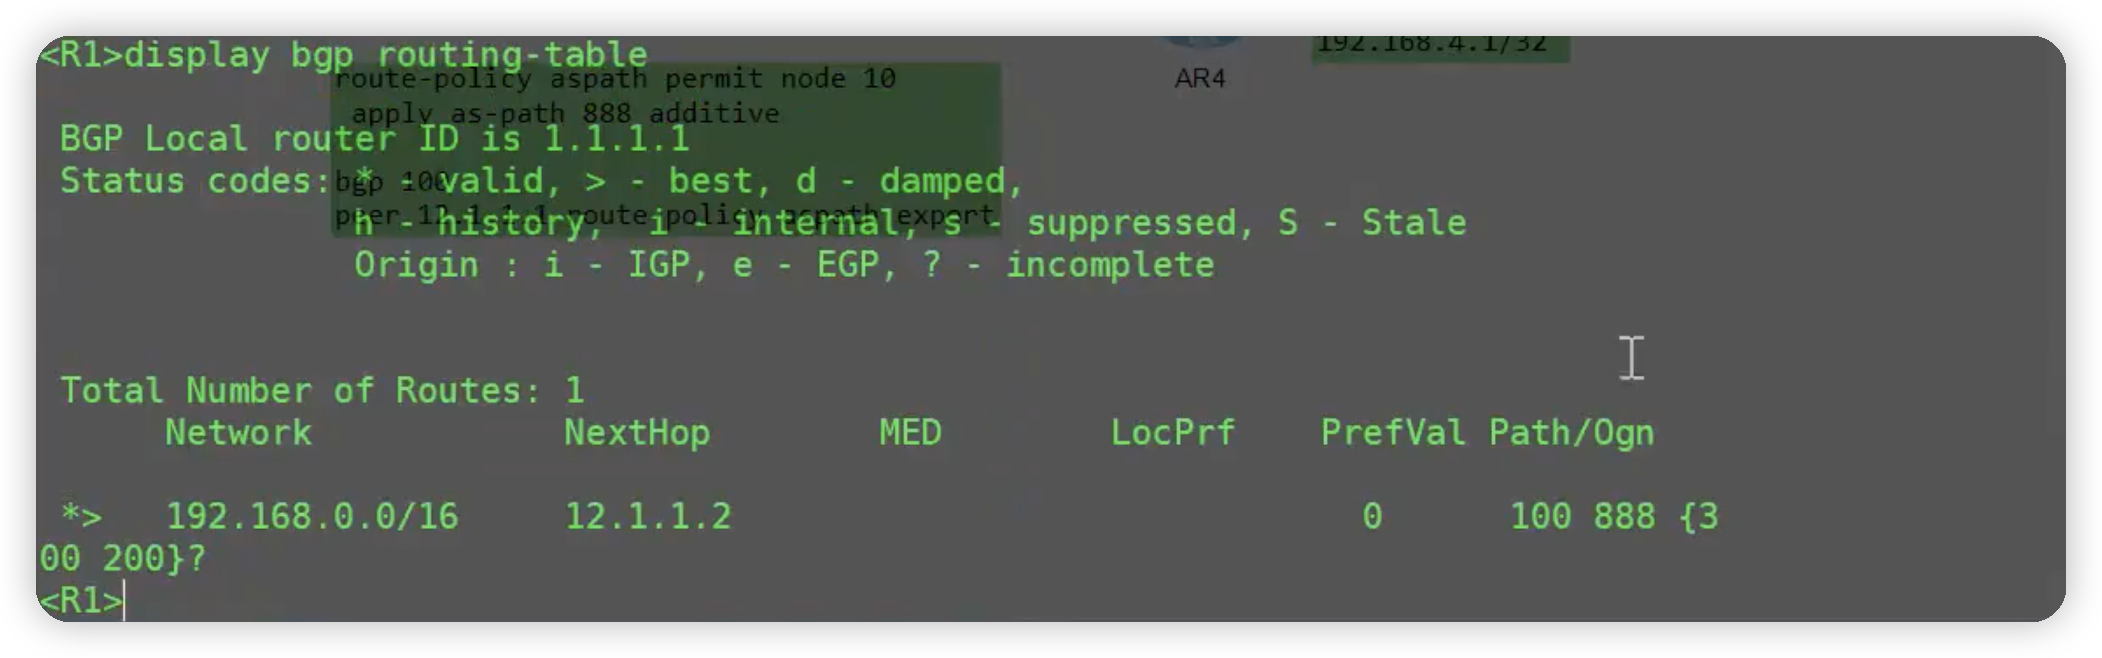 <R1>display bgp routing-table
192.168.4.1/32
route-policy aspath permit node 10
AR4
apply as-path 888 additive
BGP Local router ID is 1.1.1.1
Status codes: * - valid, > - best, d - damped,
bgp 100
h - history,  i - internal, s - suppressed, S - Stale
peer 12.1.1.1 route-policy aspath export
Origin : i - IGP, e - EGP, ? - incomplete
Total Number of Routes: 1
Network NextHop MED LocPrf PrefVal Path/Ogn
*> 192.168.0.0/16 12.1.1.2 0 100 888 {3
00 200}?
<R1>